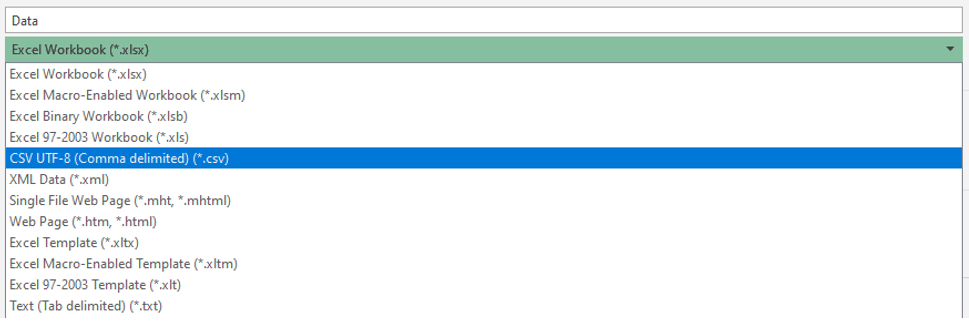 Data
Excel Workbook (*.xlsx)
Excel Workbook (*.xlsx)
Excel Macro-Enabled Workbook (*.xlsm)
Excel Binary Workbook (*.xlsb)
Excel 97-2003 Workbook (*.xls)
CSV UTF-8 (Comma delimited) (*.csv)
XML Data (*.xml)
Single File Web Page (*.mht, *.mhtml)
Web Page (*.htm, *.html)
Excel Template (*.xltx)
Excel Macro-Enabled Template (*.xltm)
Excel 97-2003 Template (*.xlt)
Text (Tab delimited) (*.txt)